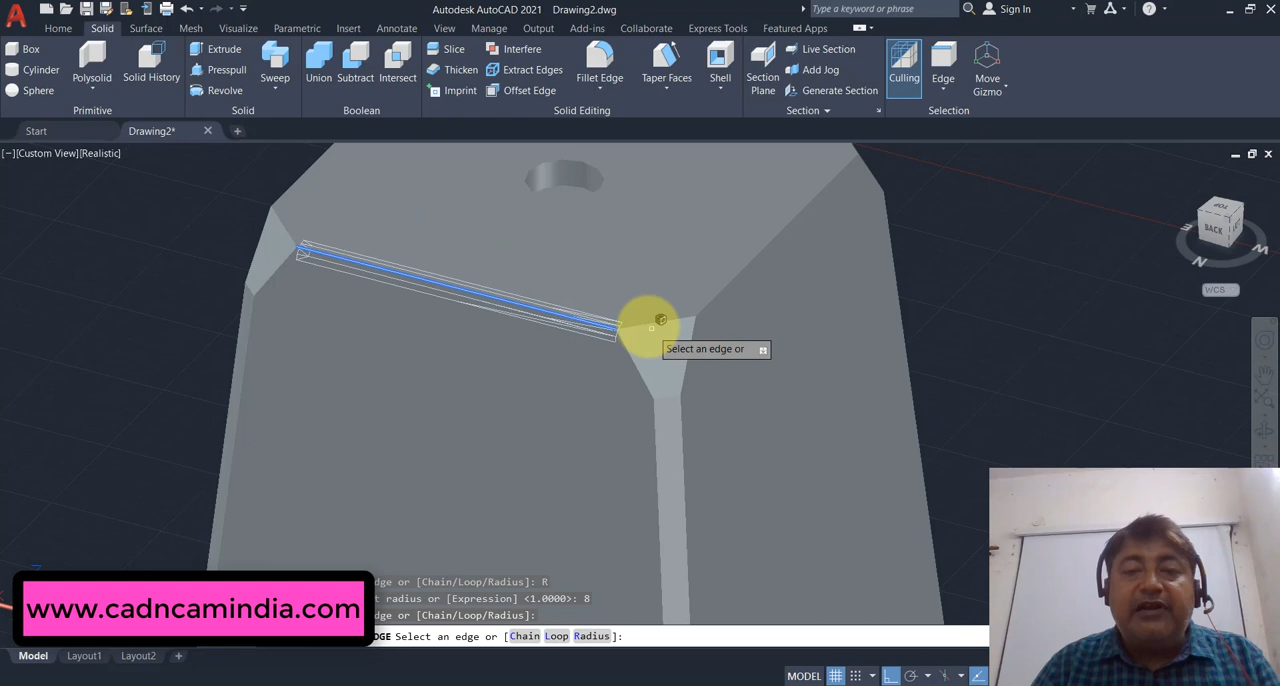 Autodesk AutoCAD 2021 Drawing2.dwg
Type a keyword or phrase
Sign In
Home Solid Surface Mesh Visualize Parametric Insert Annotate View Manage Output Add-ins Collaborate Express Tools Featured Apps
Box
Cylinder
Sphere
Polysolid
Solid History
Primitive
Extrude
Presspull
Revolve
Sweep
Solid
Union
Subtract
Intersect
Boolean
Slice
Thicken
Imprint
Interfere
Extract Edges
Offset Edge
Fillet Edge
Taper Faces
Shell
Solid Editing
Section
Plane
Live Section
Add Jog
Generate Section
Section
Culling
Edge
Move
Gizmo
Selection
Start
Drawing2*
[−][Custom View][Realistic]
TOP
BACK
E
W
N
WCS
Select an edge or
edge or [Chain/Loop/Radius]: R
t radius or [Expression] <1.0000>: 8
edge or [Chain/Loop/Radius]:
DGE Select an edge or [Chain Loop Radius]:
www.cadncamindia.com
Model Layout1 Layout2 +
MODEL